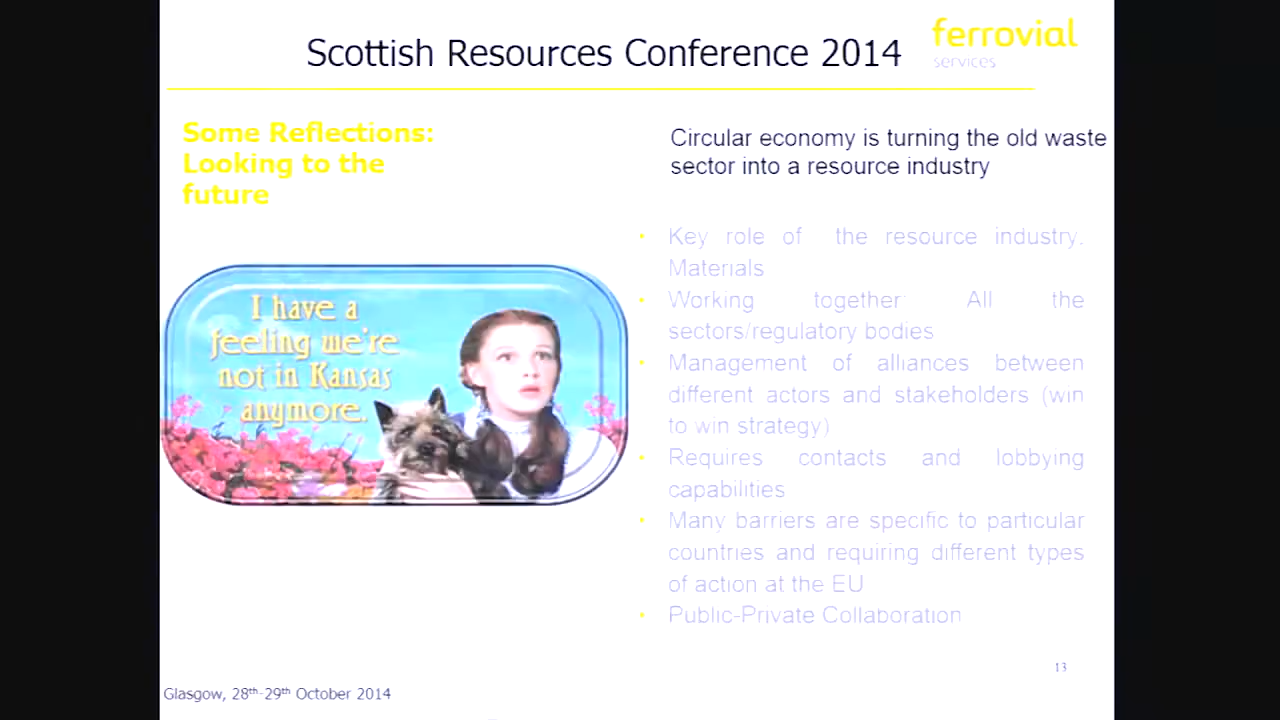 Scottish Resources Conference 2014
ferrovial
services
Some Reflections:
Looking to the
future
I have a
feeling we're
not in Kansas
anymore.
Circular economy is turning the old waste
sector into a resource industry
• Key role of the resource industry.
Materials
• Working together: All the
sectors/regulatory bodies
• Management of alliances between
different actors and stakeholders (win
to win strategy)
• Requires contacts and lobbying
capabilities
• Many barriers are specific to particular
countries and requiring different types
of action at the EU
• Public-Private Collaboration
13
Glasgow, 28th-29th October 2014